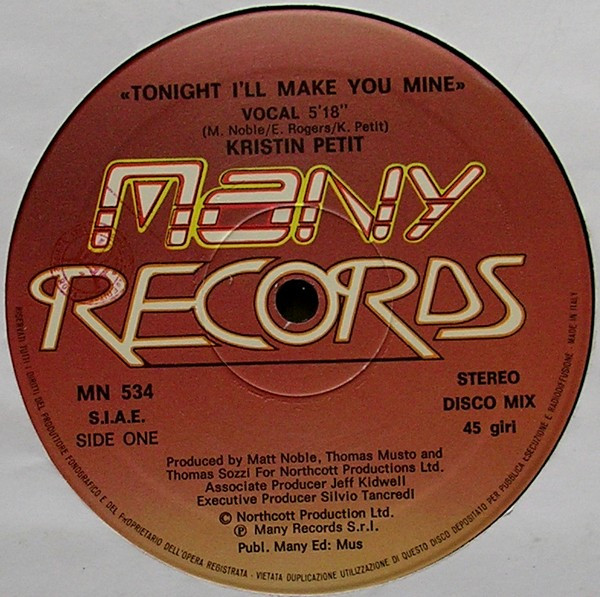 «TONIGHT I'LL MAKE YOU MINE»
VOCAL 5'18"
(M. Noble/E. Rogers/K. Petit)
KRISTIN PETIT
MANY
RECORDS
MN 534
S.I.A.E.
SIDE ONE
STEREO
DISCO MIX
45 giri
Produced by Matt Noble, Thomas Musto and
Thomas Sozzi For Northcott Productions Ltd.
Associate Producer Jeff Kidwell
Executive Producer Silvio Tancredi
© Northcott Production Ltd.
℗ Many Records S.r.l.
Publ. Many Ed: Mus
RISERVATI TUTTI I DIRITTI DEL PRODUTTORE FONOGRAFICO E DEL PROPRIETARIO DELL'OPERA REGISTRATA - VIETATA DUPLICAZIONE UTILIZZAZIONE DI QUESTO DISCO DEPOSITATO PER PUBBLICA ESECUZIONE E RADIODIFFUSIONE. - MADE IN ITALY